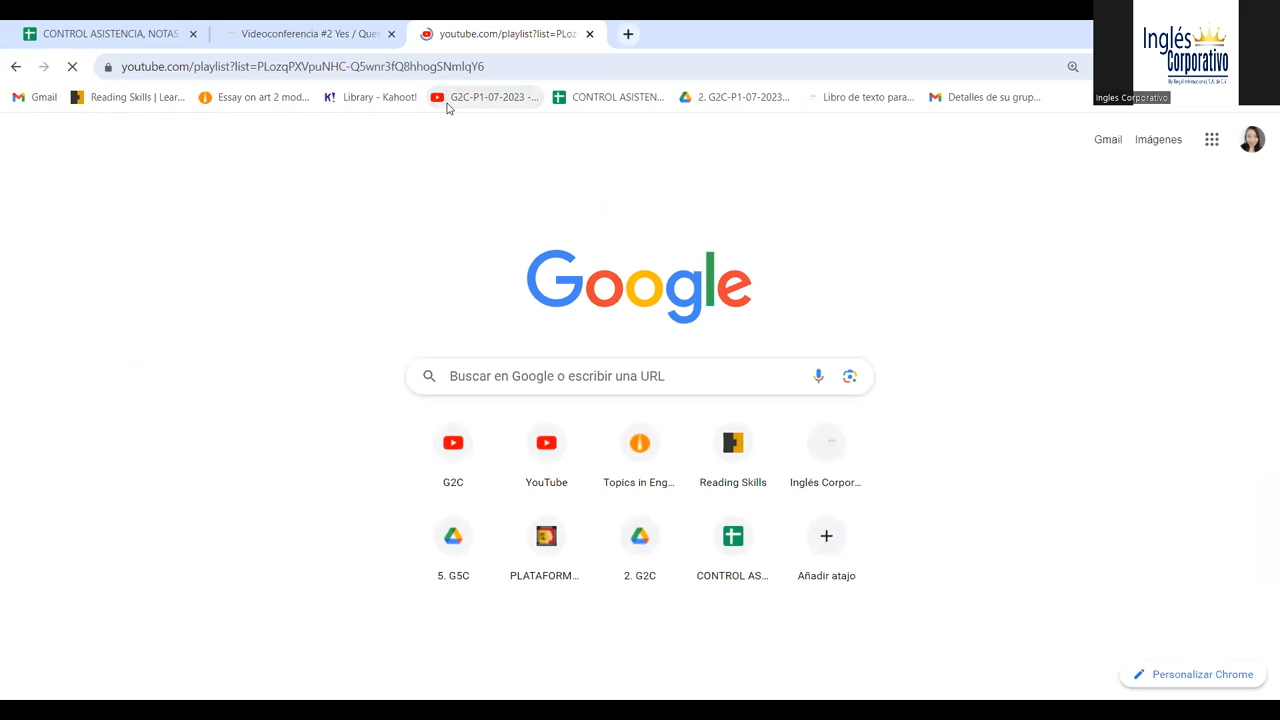 CONTROL ASISTENCIA, NOTAS
Videoconferencia #2 Yes / Ques
youtube.com/playlist?list=PLoz
youtube.com/playlist?list=PLozqPXVpuNHC-Q5wnr3fQ8hhogSNmlqY6
Gmail
Reading Skills | Lear...
Essay on art 2 mod...
Library - Kahoot!
G2C-P1-07-2023 -...
CONTROL ASISTEN...
2. G2C-P1-07-2023...
Libro de texto para...
Detalles de su grup...
Inglés
Corporativo
Ingles Corporativo
Gmail
Imágenes
Google
Buscar en Google o escribir una URL
G2C
YouTube
Topics in Eng...
Reading Skills
Inglés Corpor...
5. G5C
PLATAFORM...
2. G2C
CONTROL AS...
Añadir atajo
Personalizar Chrome